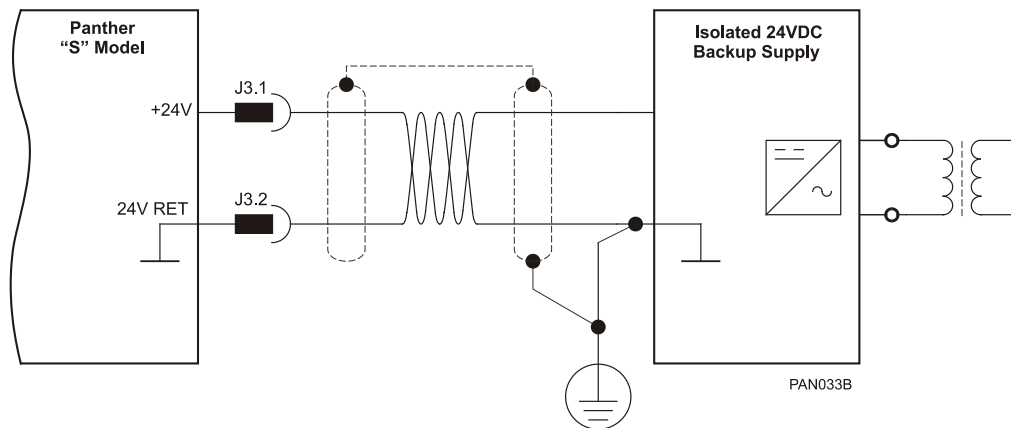 Panther
“S” Model
Isolated 24VDC
Backup Supply
J3.1
+24V
J3.2
24V RET
PAN033B